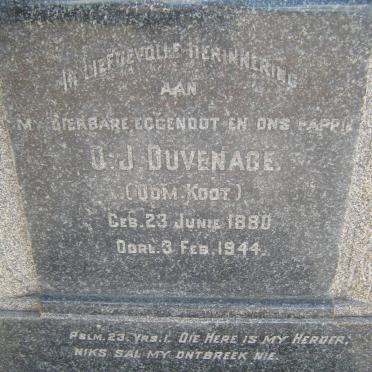 IN LIEFDEVOLLE HERINNERING
AAN
MY DIERBARE EGGENOOT EN ONS PAPPIE
D.J. DUVENAGE.
(OOM.KOOT)
GEB. 23 JUNIE 1880
OORL. 3 FEB. 1944.
PSLM. 23. VRS. 1. DIE HERE IS MY HERDER,
NIKS SAL MY ONTBREEK NIE.